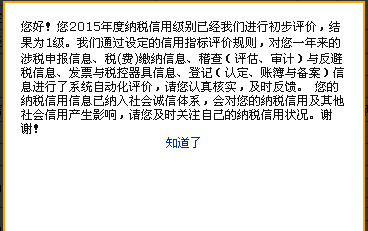 您好！您2015年度纳税信用级别已经我们进行初步评价，结
果为1级。我们通过设定的信用指标评价规则，对您一年来的
涉税申报信息、税(费)缴纳信息、稽查（评估、审计）与反避
税信息、发票与税控器具信息、登记（认定、账簿与备案）信
息进行了系统自动化评价，请您认真核实，及时反馈。 您的
纳税信用信息已纳入社会诚信体系，会对您的纳税信用及其他
社会信用产生影响，请您及时关注自己的纳税信用状况。谢
谢！
知道了